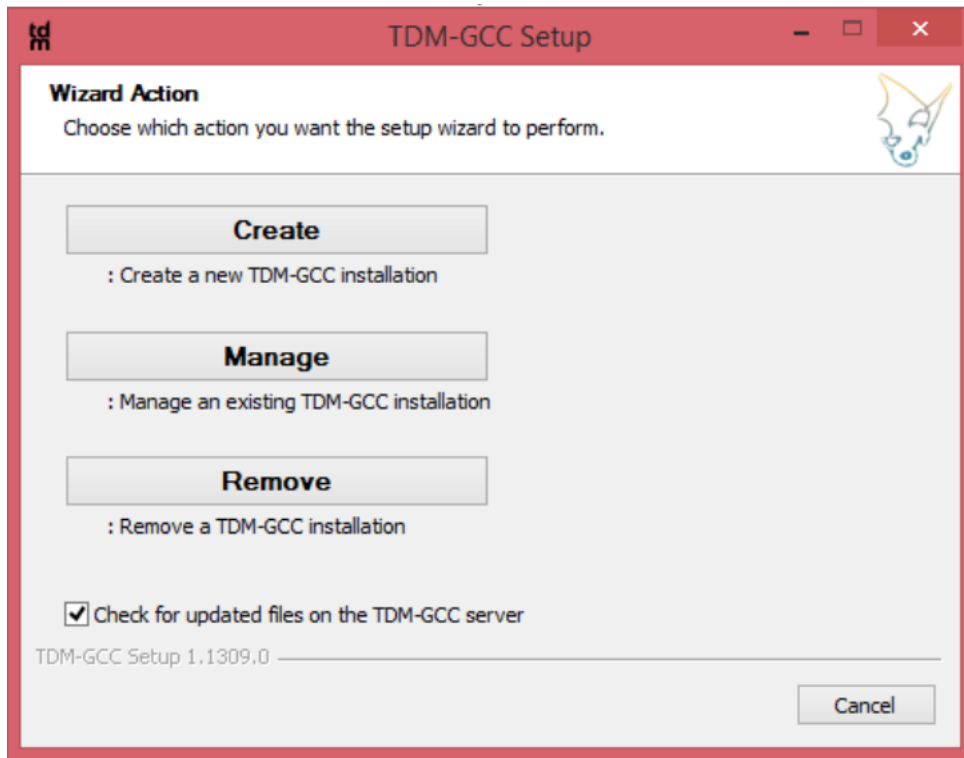 tdm
TDM-GCC Setup
Wizard Action
Choose which action you want the setup wizard to perform.
Create
: Create a new TDM-GCC installation
Manage
: Manage an existing TDM-GCC installation
Remove
: Remove a TDM-GCC installation
Check for updated files on the TDM-GCC server
TDM-GCC Setup 1.1309.0
Cancel